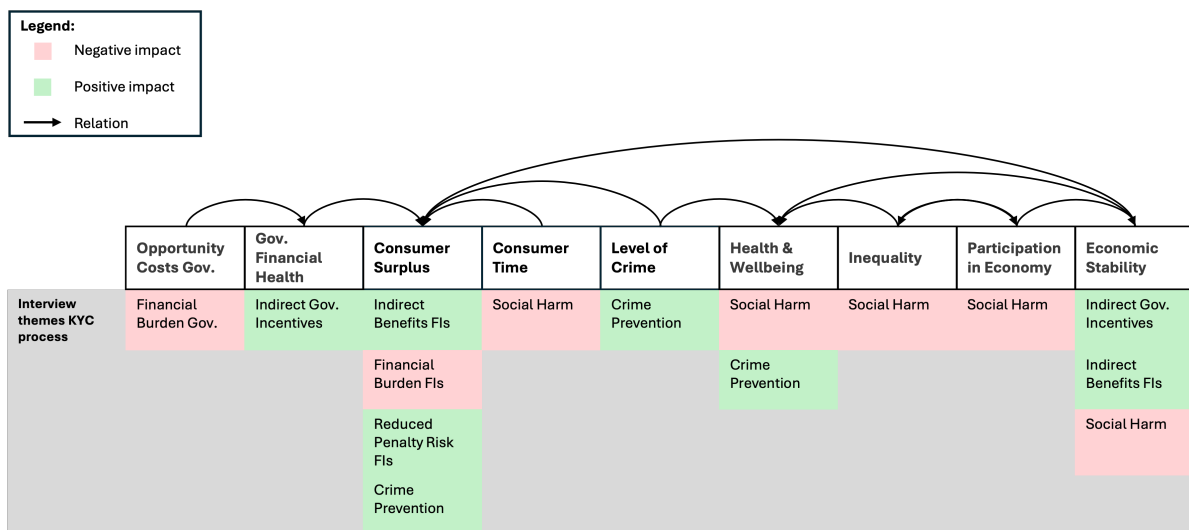 Legend:
Negative impact
Positive impact
Relation
Opportunity
Costs Gov.
Gov.
Financial
Health
Consumer
Surplus
Consumer
Time
Level of
Crime
Health &
Wellbeing
Inequality
Participation
in Economy
Economic
Stability
Interview
themes KYC
process
Financial
Burden Gov.
Indirect Gov.
Incentives
Indirect
Benefits FIs
Social Harm
Crime
Prevention
Social Harm
Social Harm
Social Harm
Indirect Gov.
Incentives
Financial
Burden FIs
Crime
Prevention
Indirect
Benefits FIs
Reduced
Penalty Risk
FIs
Social Harm
Crime
Prevention